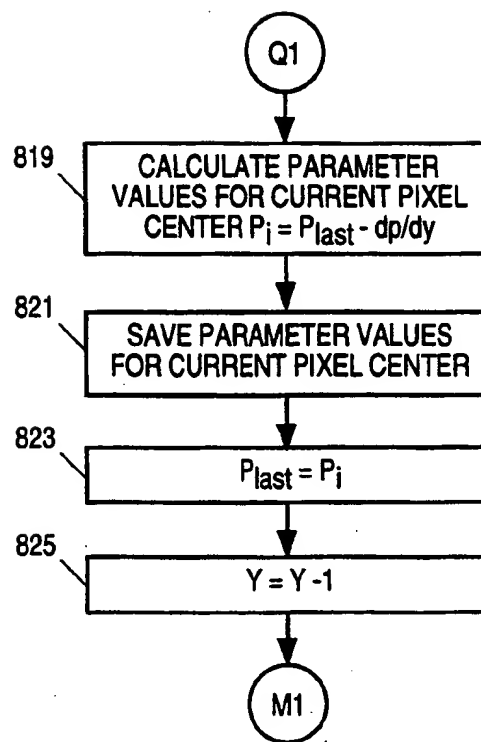 Q1
819
CALCULATE PARAMETER
VALUES FOR CURRENT PIXEL
CENTER Pi = Plast - dp/dy
821
SAVE PARAMETER VALUES
FOR CURRENT PIXEL CENTER
823
Plast = Pi
825
Y = Y -1
M1